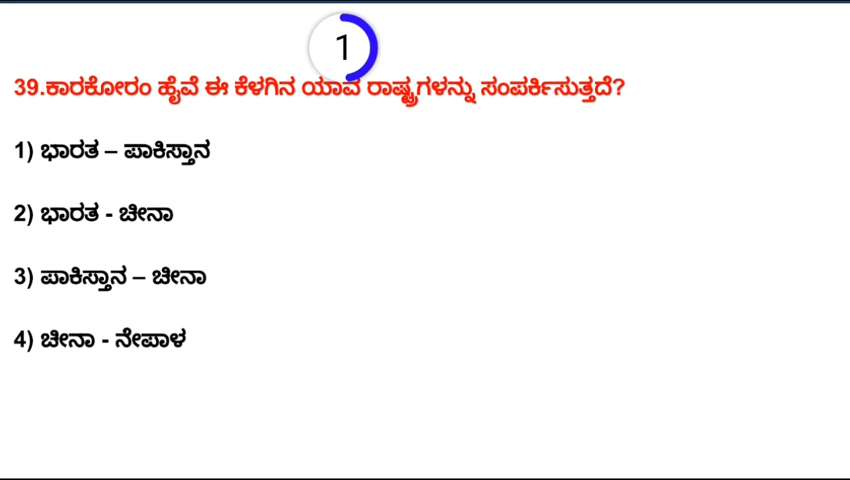 1
39.ಕಾರಕೋರಂ ಹೈವೆ ಈ ಕೆಳಗಿನ ಯಾವ ರಾಷ್ಟ್ರಗಳನ್ನು ಸಂಪರ್ಕಿಸುತ್ತದೆ?
1) ಭಾರತ – ಪಾಕಿಸ್ತಾನ
2) ಭಾರತ - ಚೀನಾ
3) ಪಾಕಿಸ್ತಾನ – ಚೀನಾ
4) ಚೀನಾ - ನೇಪಾಳ